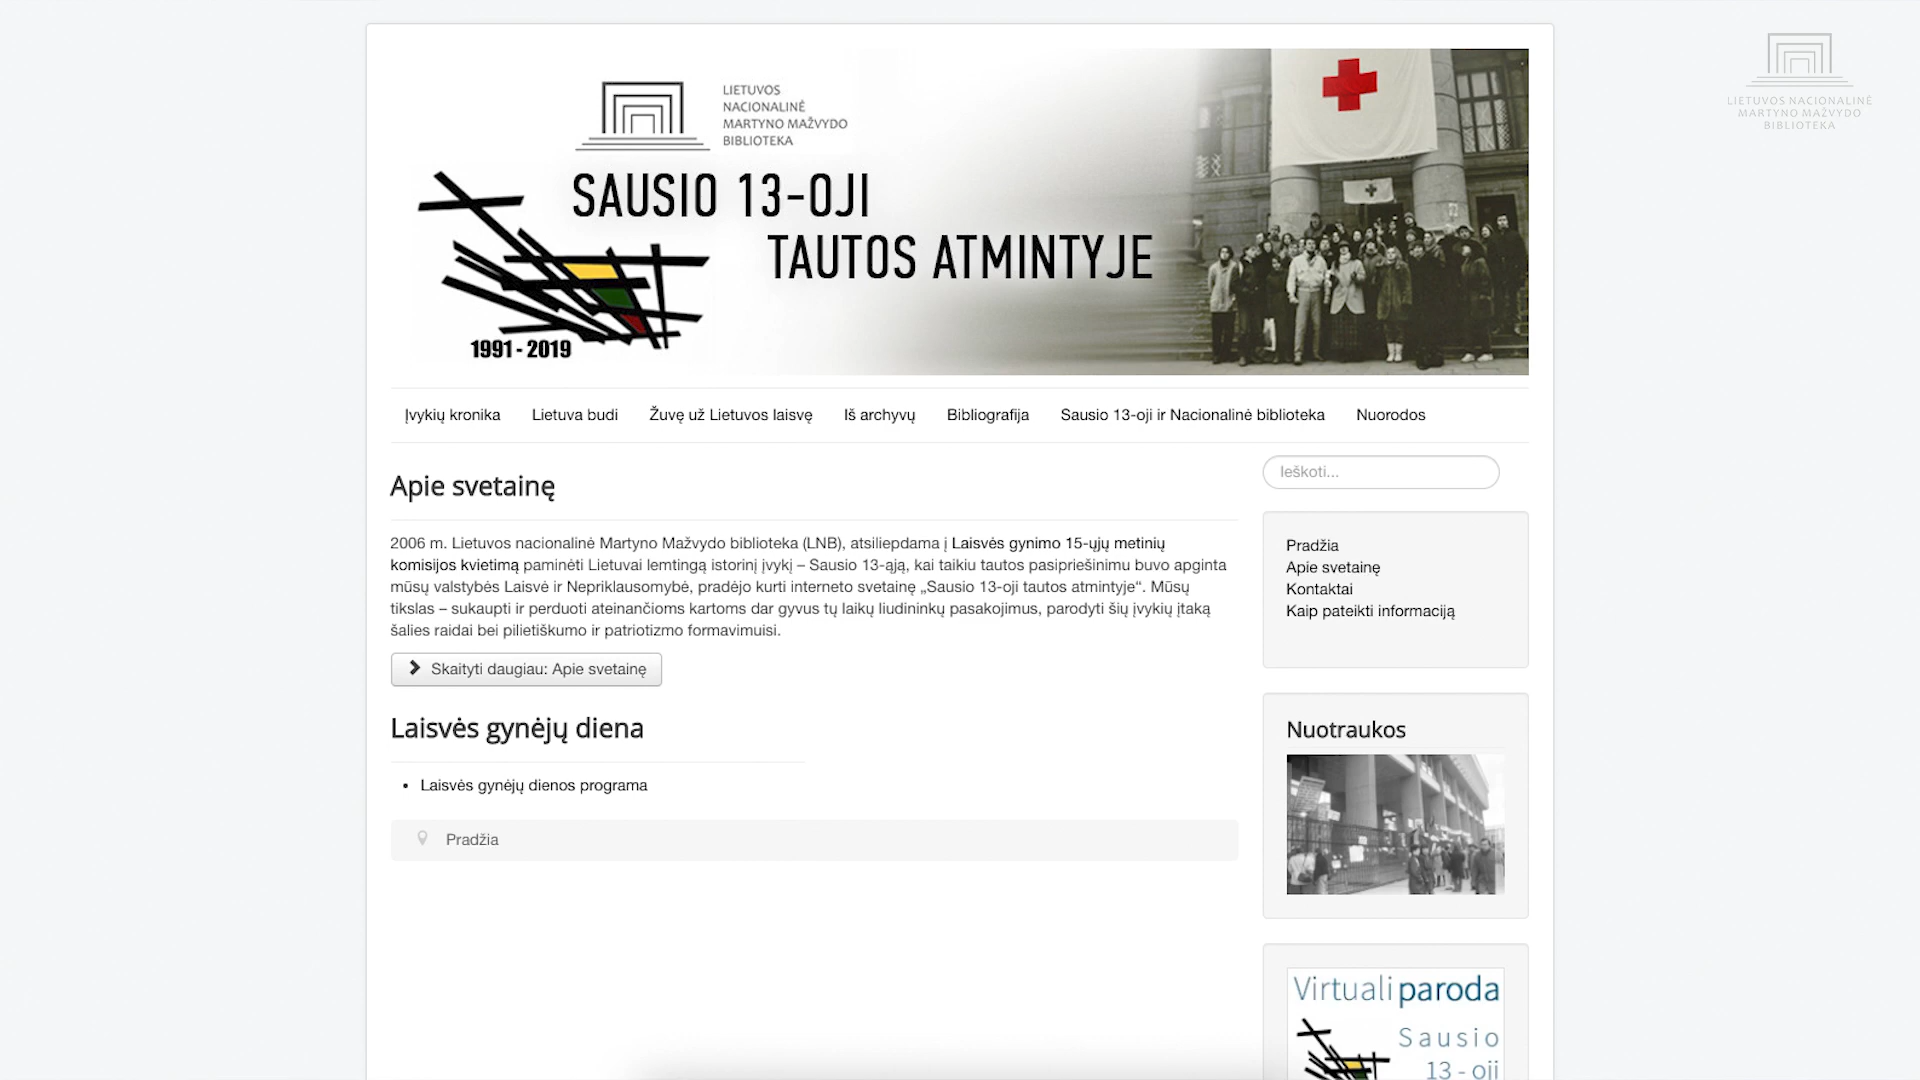 LIETUVOS
NACIONALINĖ
MARTYNO MAŽVYDO
BIBLIOTEKA
SAUSIO 13-OJI
TAUTOS ATMINTYJE
1991 - 2019
LIETUVOS NACIONALINĖ
MARTYNO MAŽVYDO
BIBLIOTEKA
Įvykių kronika
Lietuva budi
Žuvę už Lietuvos laisvę
Iš archyvų
Bibliografija
Sausio 13-oji ir Nacionalinė biblioteka
Nuorodos
Apie svetainę
2006 m. Lietuvos nacionalinė Martyno Mažvydo biblioteka (LNB), atsiliepdama į Laisvės gynimo 15-ųjų metinių
komisijos kvietimą paminėti Lietuvai lemtingą istorinį įvykį – Sausio 13-ąją, kai taikiu tautos pasipriešinimu buvo apginta
mūsų valstybės Laisvė ir Nepriklausomybė, pradėjo kurti interneto svetainę „Sausio 13-oji tautos atmintyje“. Mūsų
tikslas – sukaupti ir perduoti ateinančioms kartoms dar gyvus tų laikų liudininkų pasakojimus, parodyti šių įvykių įtaką
šalies raidai bei pilietiškumo ir patriotizmo formavimuisi.
Skaityti daugiau: Apie svetainę
Laisvės gynėjų diena
• Laisvės gynėjų dienos programa
Pradžia
Ieškoti...
Pradžia
Apie svetainę
Kontaktai
Kaip pateikti informaciją
Nuotraukos
Virtuali paroda
Sausio
13 - oji